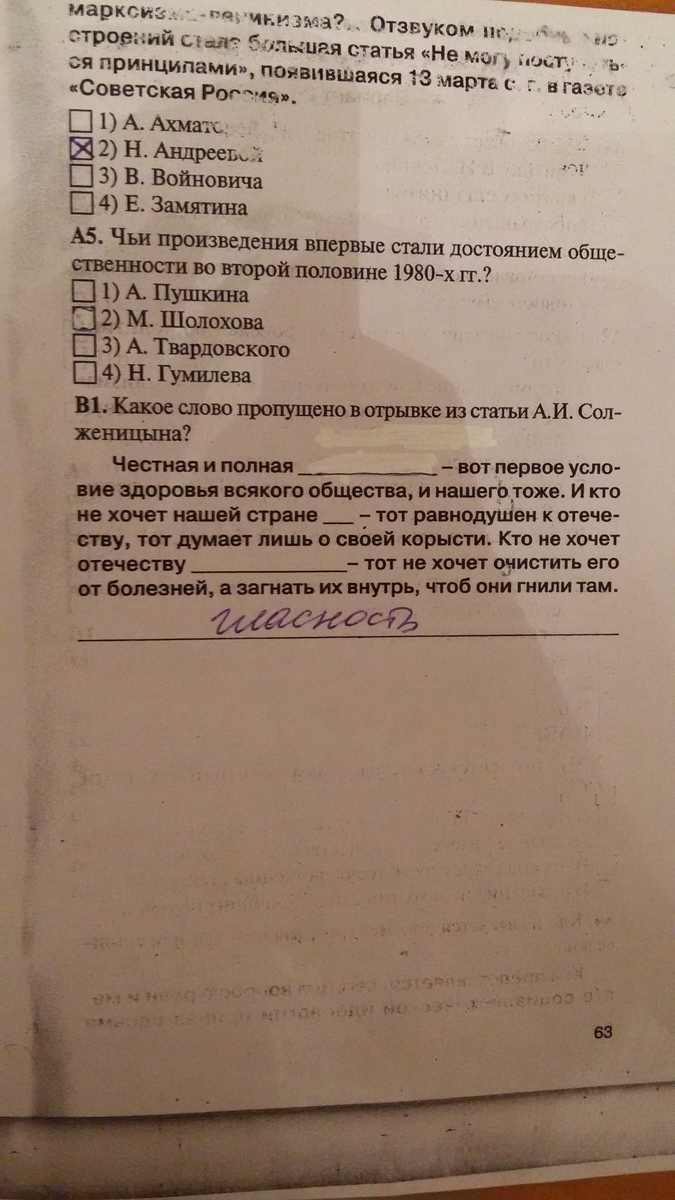 Отзвуком
строений стала большая статья «Не могу
ся принципами», появившаяся 13 марта с. г. в газете
«Советская Россия».
1) А.
2) Н. Андреевой
3) В. Войновича
4) Е. Замятина
А5. Чьи произведения впервые стали достоянием обще-
ственности во второй половине 1980-х гг.?
1) А. Пушкина
2) М. Шолохова
3) А. Твардовского
4) Н. Гумилева
В1. Какое слово пропущено в отрывке из статьи А.И. Сол-
женицына?
Честная и полная ____________ – вот первое усло-
вие здоровья всякого общества, и нашего тоже. И кто
не хочет нашей стране ___ – тот равнодушен к отече-
ству, тот думает лишь о своей корысти. Кто не хочет
отечеству ______________ – тот не хочет очистить его
от болезней, а загнать их внутрь, чтоб они гнили там.
гласность
63